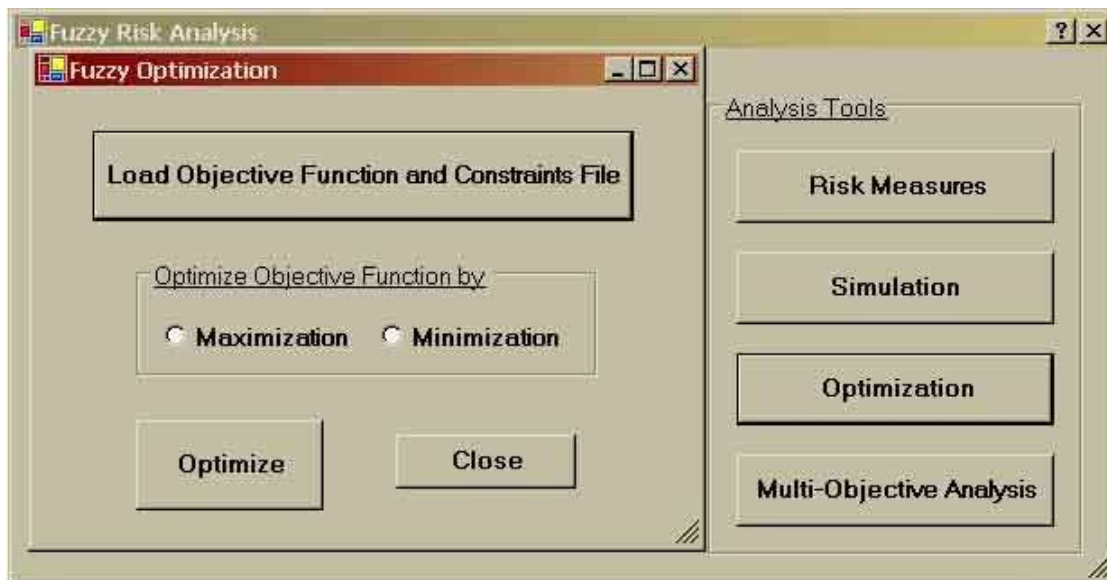 Fuzzy Risk Analysis
Fuzzy Optimization
Load Objective Function and Constraints File
Optimize Objective Function by
Maximization Minimization
Optimize Close
Analysis Tools
Risk Measures
Simulation
Optimization
Multi-Objective Analysis